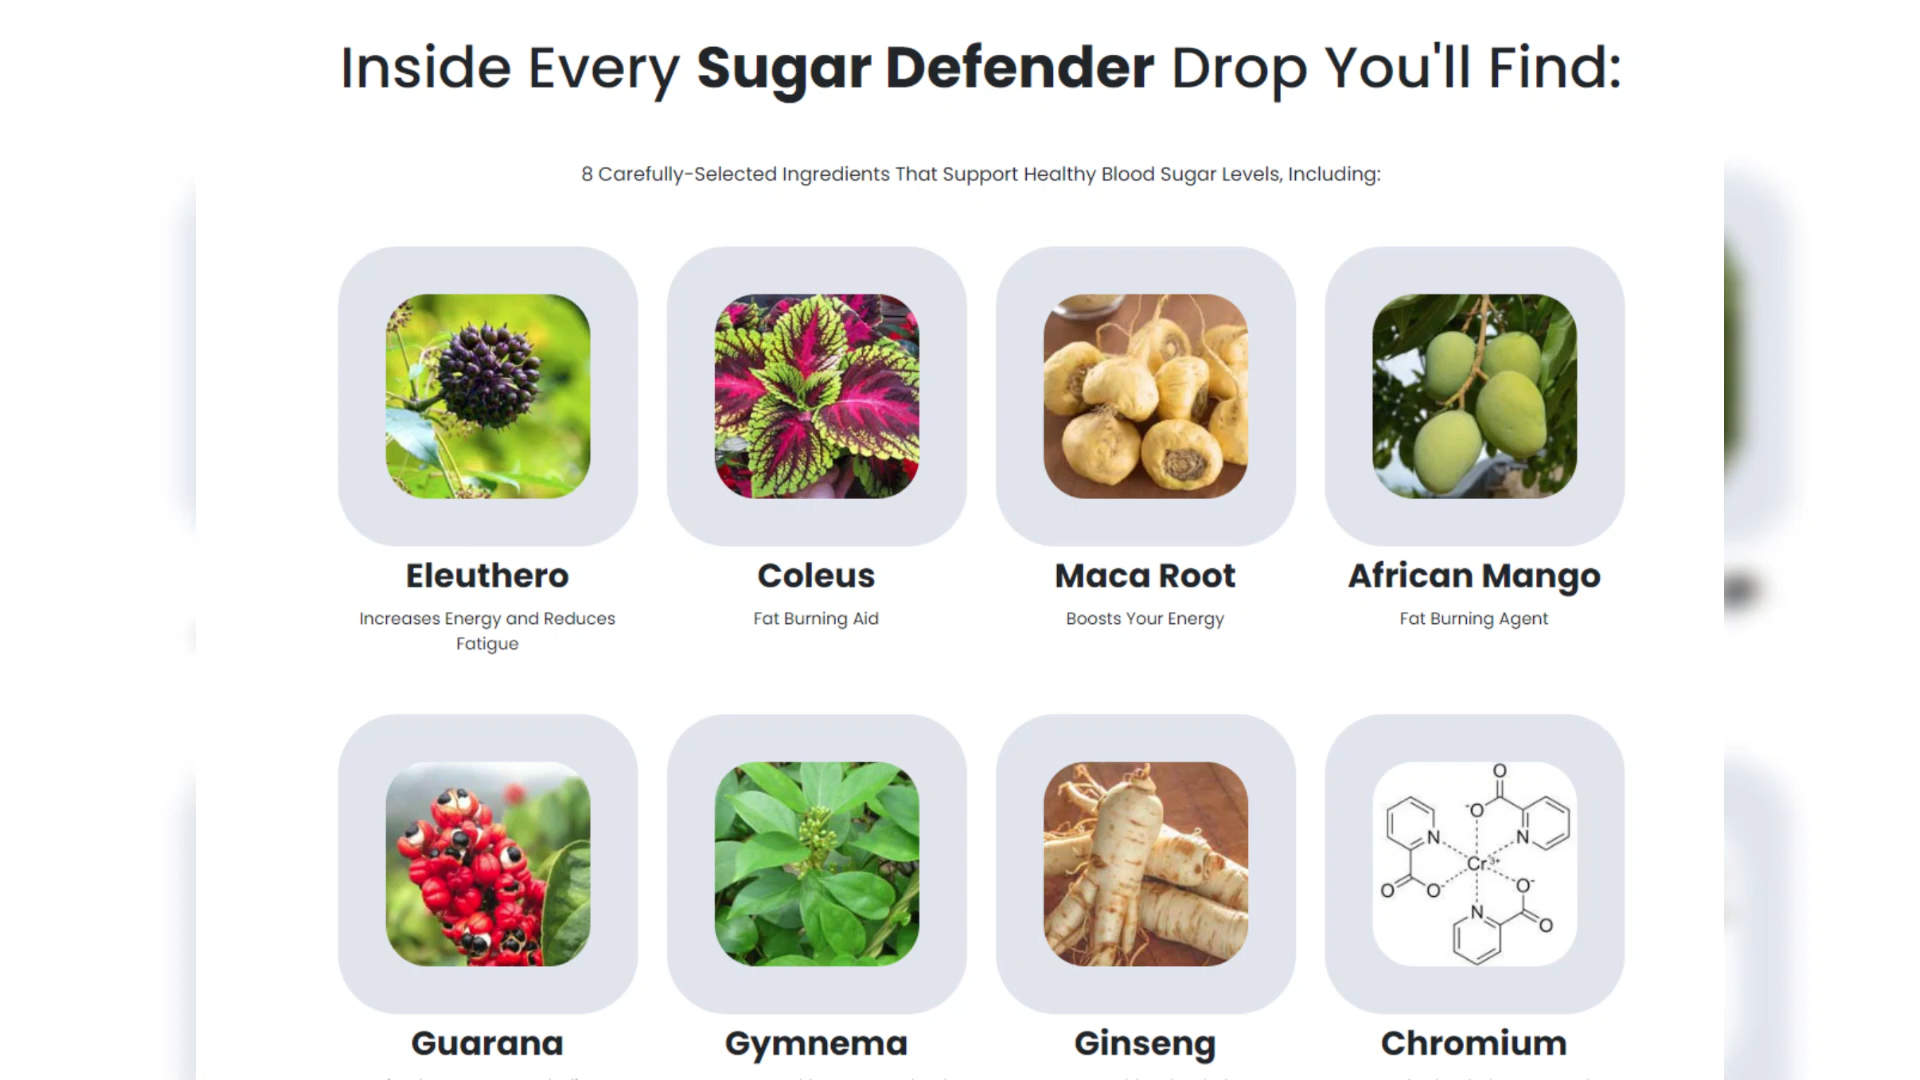 Inside Every Sugar Defender Drop You'll Find:
8 Carefully-Selected Ingredients That Support Healthy Blood Sugar Levels, Including:
Eleuthero
Coleus
Maca Root
African Mango
Increases Energy and Reduces
Fatigue
Fat Burning Aid
Boosts Your Energy
Fat Burning Agent
O
-O
N
N
Cr3+
O
O-
O-
N
O
Guarana
Gymnema
Ginseng
Chromium